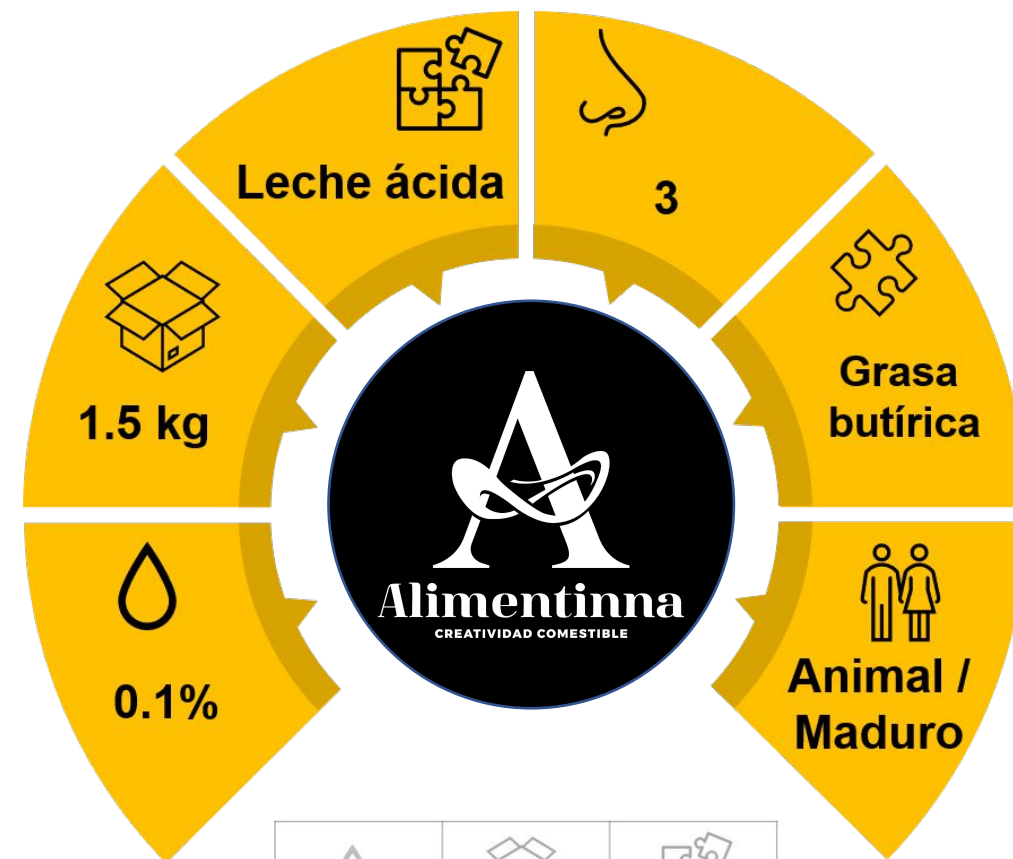 Leche ácida
3
1.5 kg
Grasa
butírica
Alimentinna
CREATIVIDAD COMESTIBLE
0.1%
Animal /
Maduro